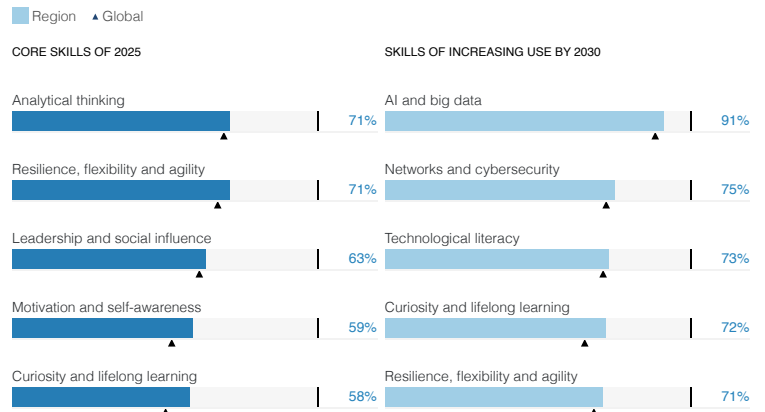 Region Global
CORE SKILLS OF 2025
Analytical thinking
71%
Resilience, flexibility and agility
71%
Leadership and social influence
63%
Motivation and self-awareness
59%
Curiosity and lifelong learning
58%
SKILLS OF INCREASING USE BY 2030
AI and big data
91%
Networks and cybersecurity
75%
Technological literacy
73%
Curiosity and lifelong learning
72%
Resilience, flexibility and agility
71%